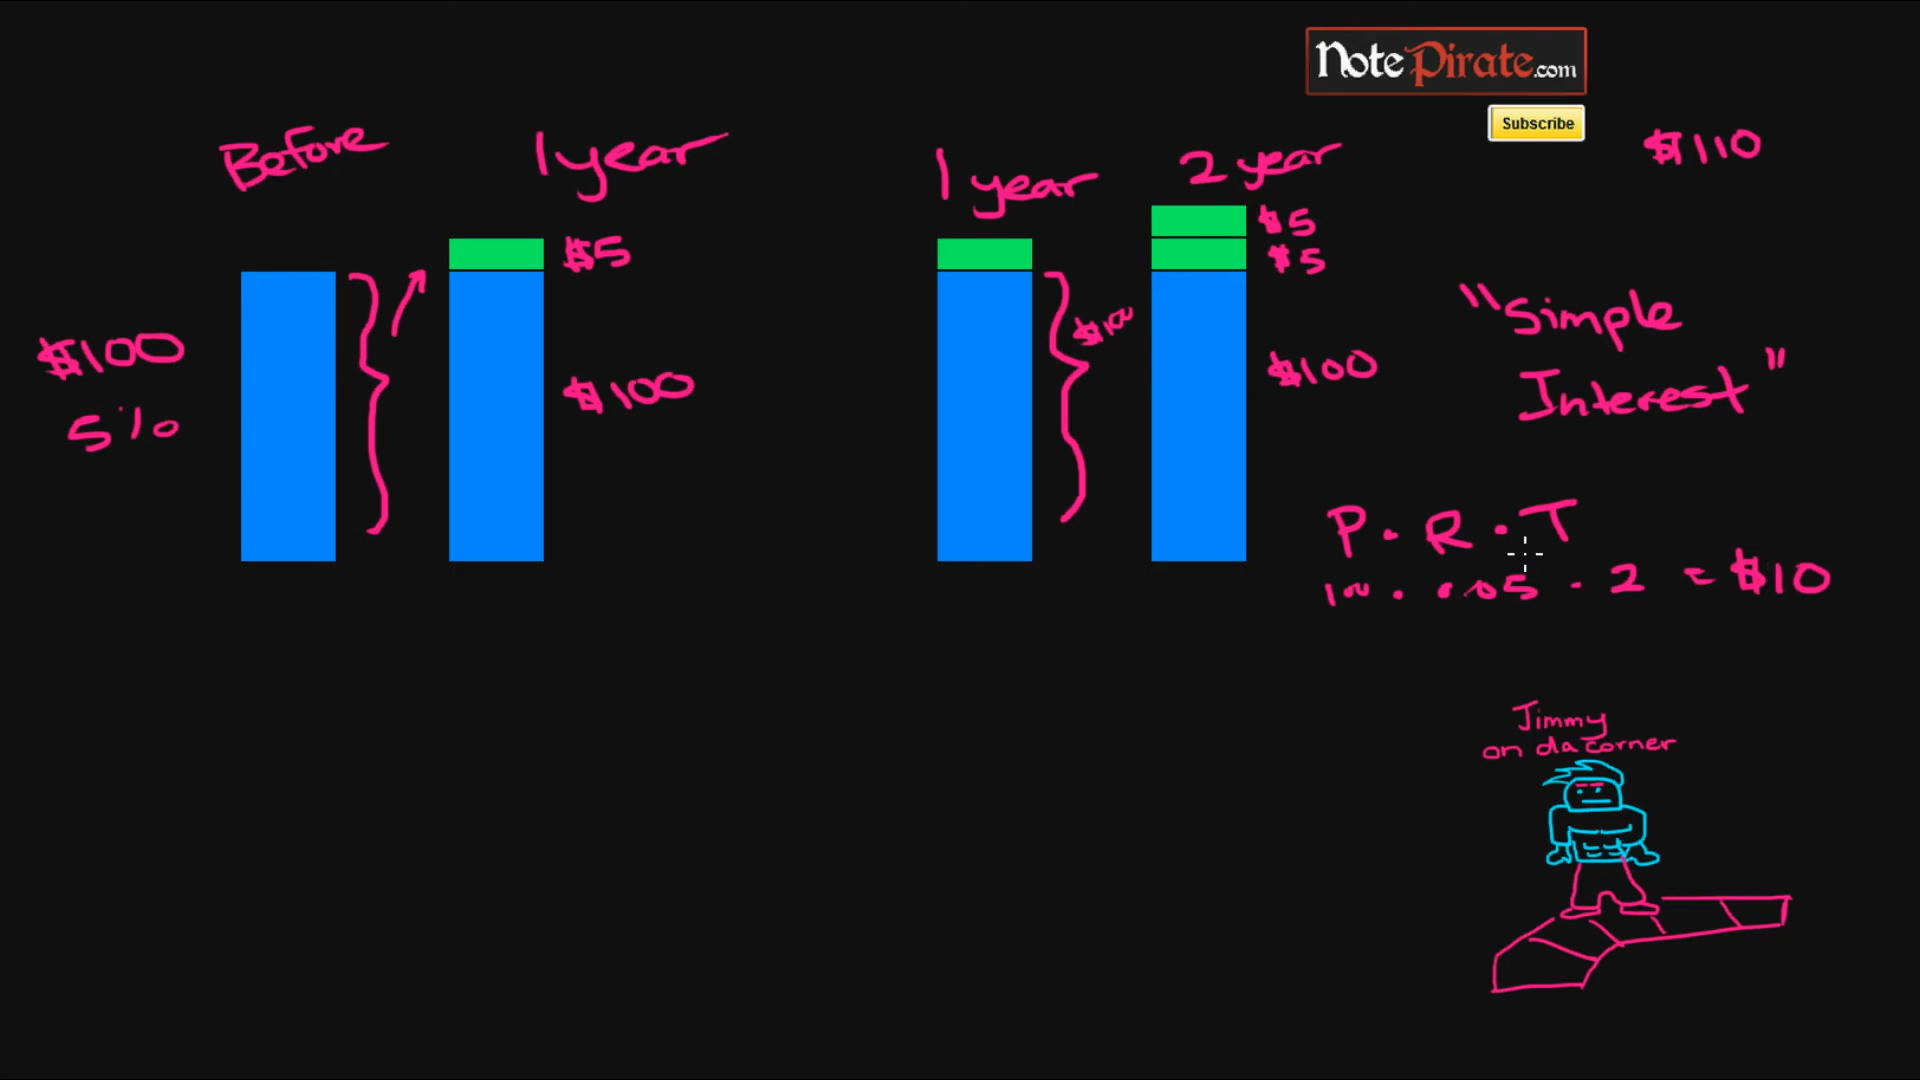 NotePirate.com
Subscribe
$110
Before
1 year
1 year
2 year
$5
$5
$5
$100
5%
$100
$100
$100
"Simple
Interest"
P · R · T
100 · .05 · 2 = $10
Jimmy
on da corner